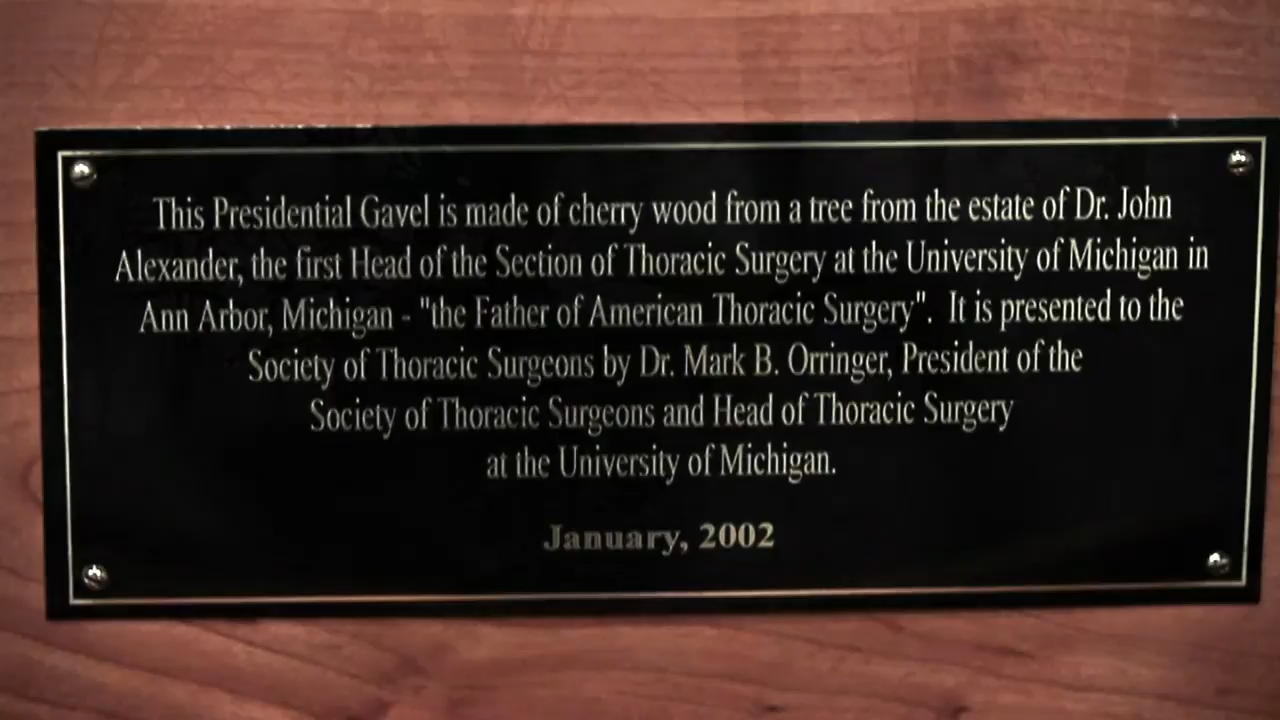 This Presidential Gavel is made of cherry wood from a tree from the estate of Dr. John
Alexander, the first Head of the Section of Thoracic Surgery at the University of Michigan in
Ann Arbor, Michigan - "the Father of American Thoracic Surgery".  It is presented to the
Society of Thoracic Surgeons by Dr. Mark B. Orringer, President of the
Society of Thoracic Surgeons and Head of Thoracic Surgery
at the University of Michigan.
January, 2002